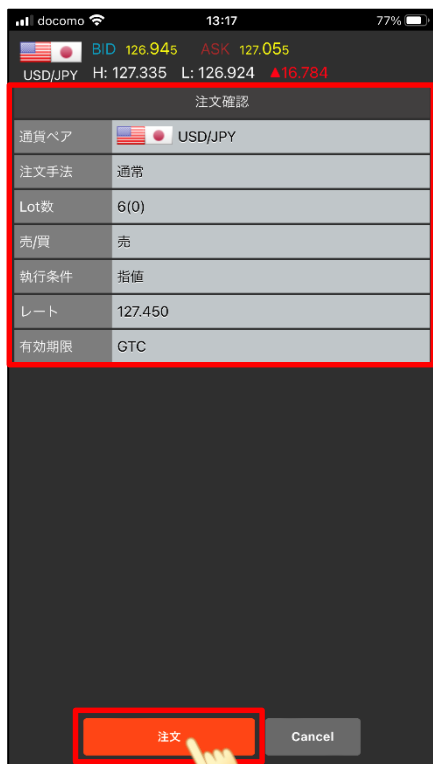 docomo 13:17 77%
BID 126.945 ASK 127.055
USD/JPY H: 127.335 L: 126.924 ▲16.784
注文確認
通貨ペア USD/JPY
注文手法 通常
Lot数 6(0)
売/買 売
執行条件 指値
レート 127.450
有効期限 GTC
注文 Cancel